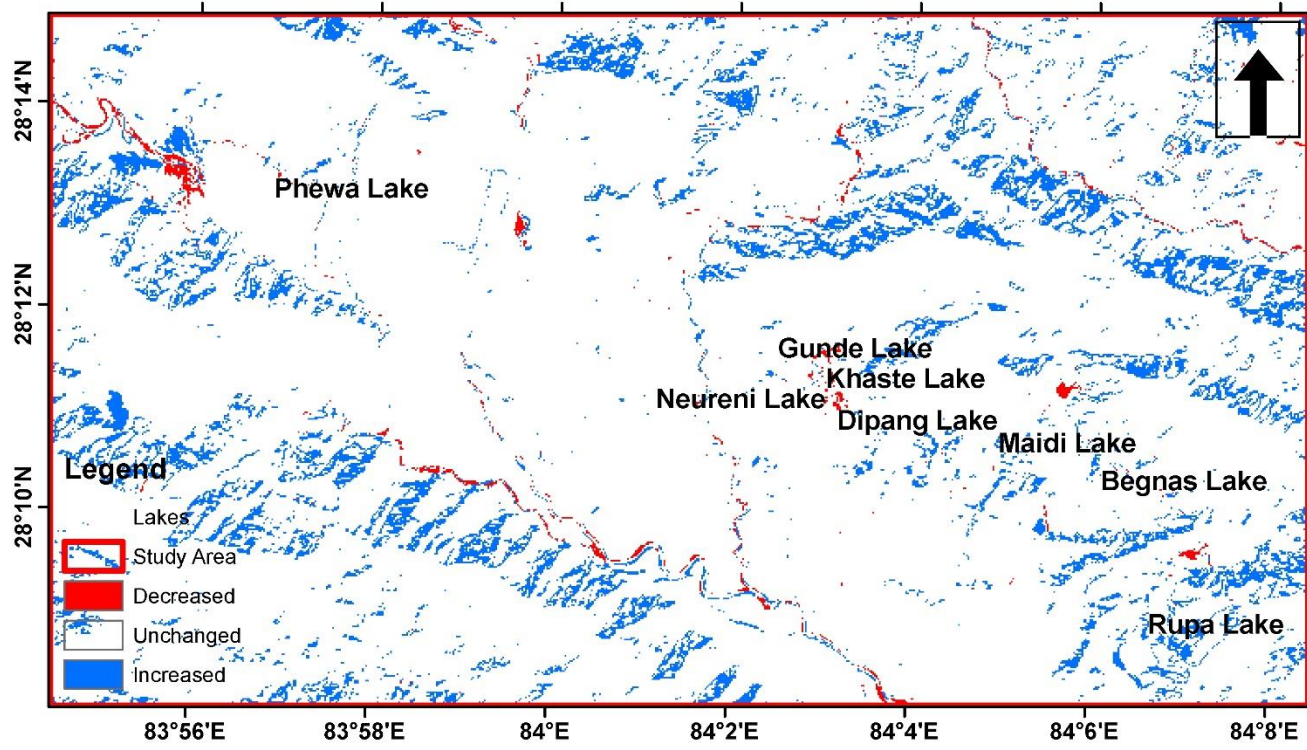 28°14'N
Phewa Lake
28°12'N
Gunde Lake
Khaste Lake
Neureni Lake
Dipang Lake
Maidi Lake
Legend
Begnas Lake
28°10'N
Lakes
Study Area
Decreased
Unchanged
Increased
Rupa Lake
83°56'E 83°58'E 84°E 84°2'E 84°4'E 84°6'E 84°8'E